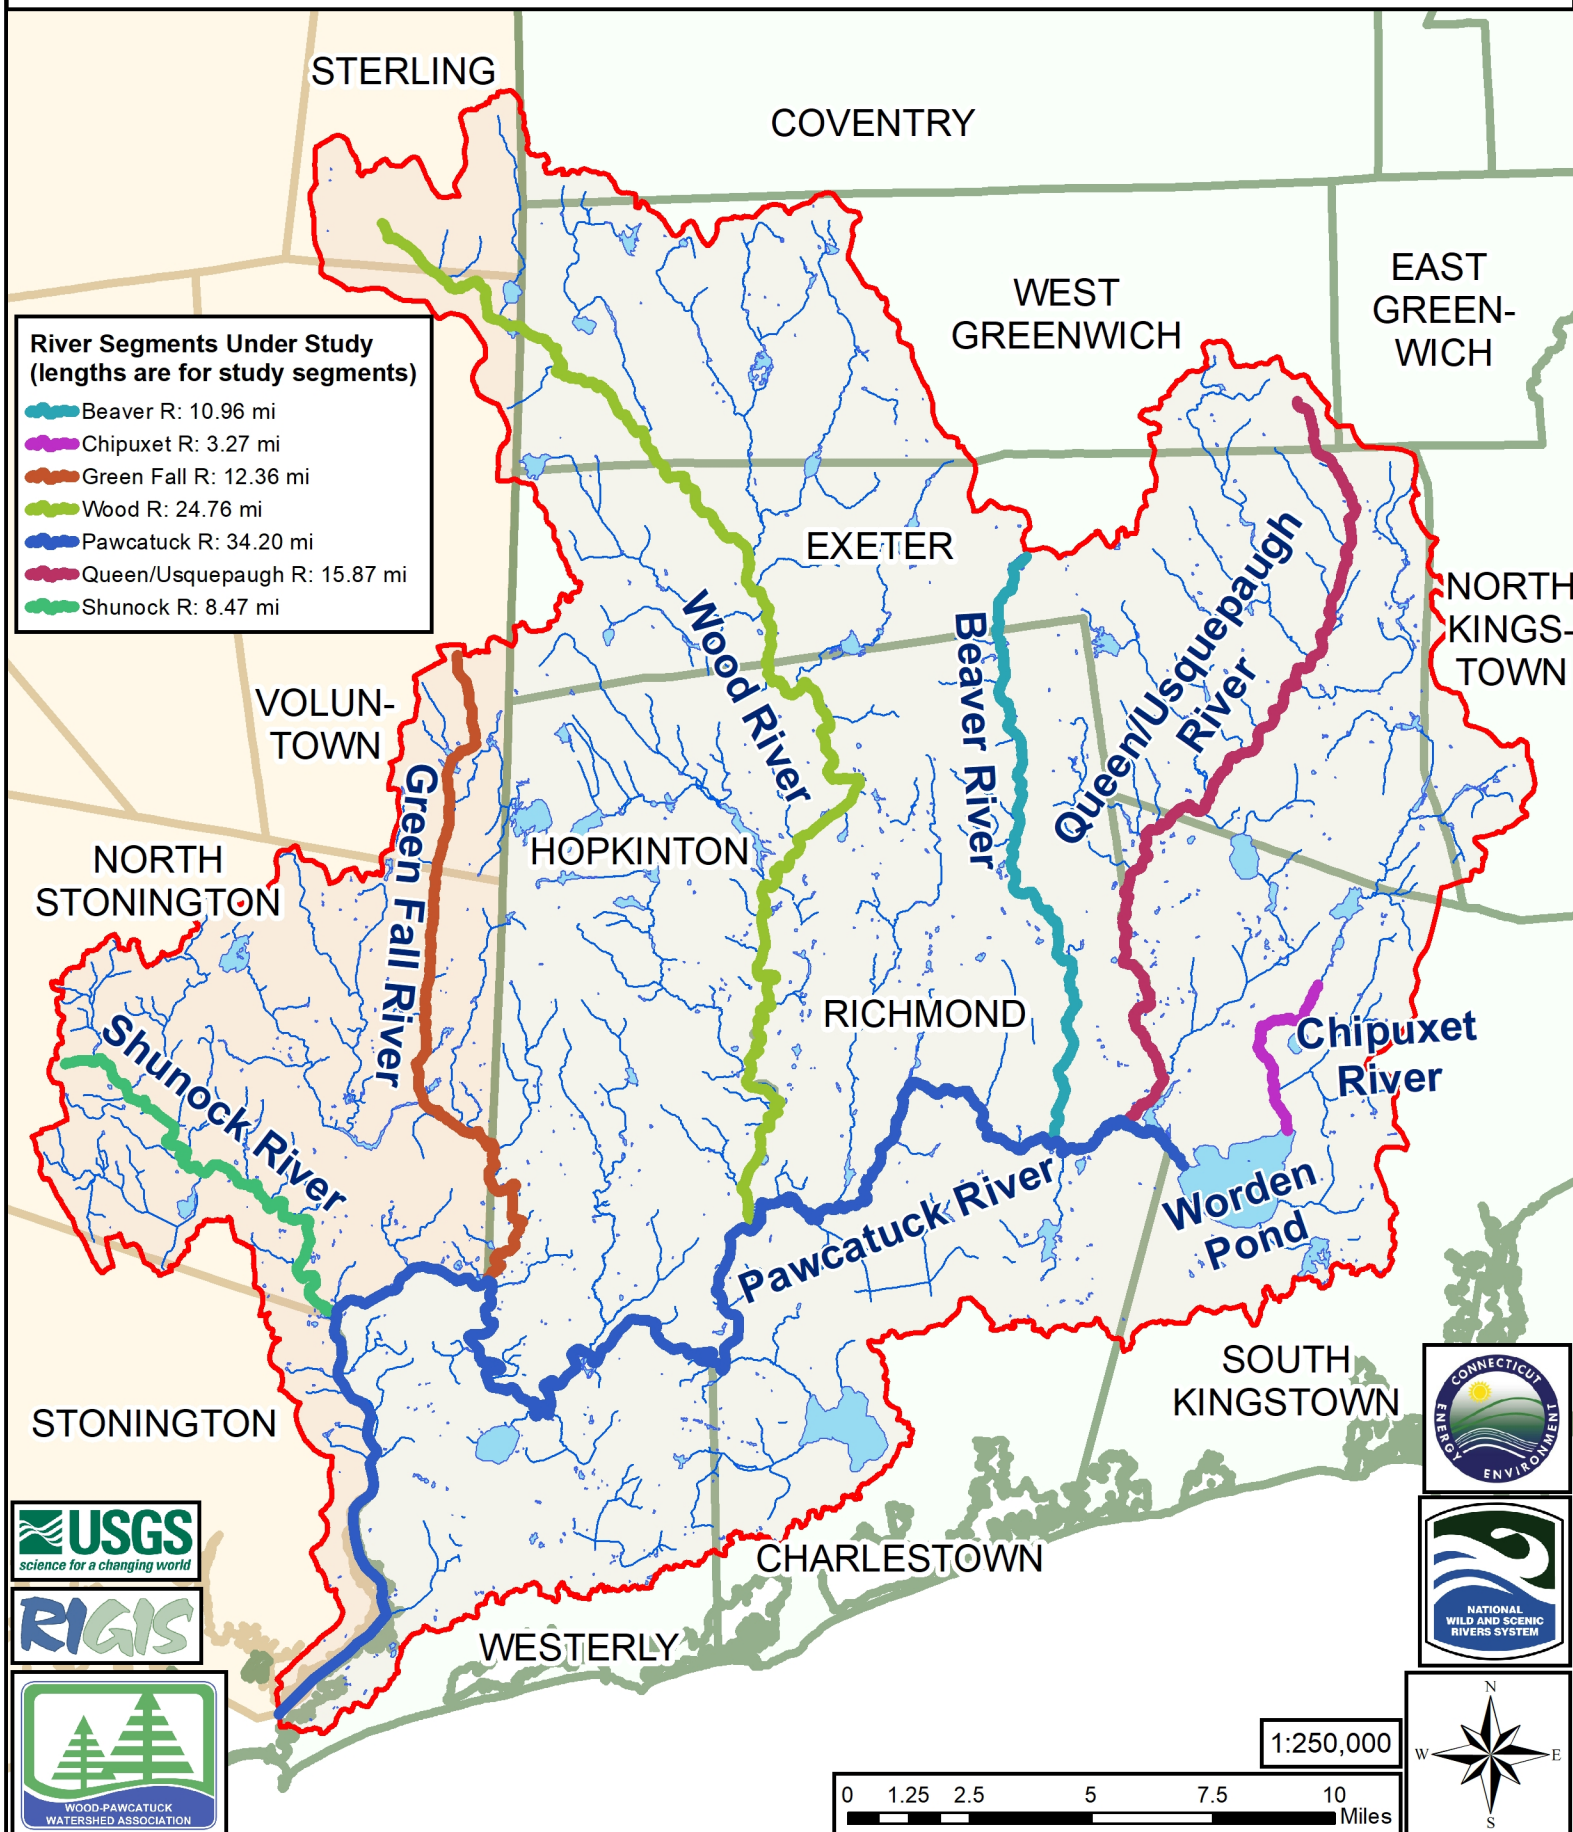 STERLING
COVENTRY
WEST
GREENWICH
EAST
GREEN-
WICH
River Segments Under Study
(lengths are for study segments)
Beaver R: 10.96 mi
Chipuxet R: 3.27 mi
Green Fall R: 12.36 mi
Wood R: 24.76 mi
Pawcatuck R: 34.20 mi
Queen/Usquepaugh R: 15.87 mi
Shunock R: 8.47 mi
EXETER
NORTH
KINGS-
TOWN
Wood River
Beaver River
Queen/Usquepaugh
River
VOLUN-
TOWN
Green Fall River
HOPKINTON
NORTH
STONINGTON
RICHMOND
Shunock River
Chipuxet
River
Pawcatuck River
Worden
Pond
SOUTH
KINGSTOWN
STONINGTON
CHARLESTOWN
WESTERLY
CONNECTICUT
ENERGY
ENVIRONMENT
USGS
science for a changing world
RIGIS
NATIONAL
WILD AND SCENIC
RIVERS SYSTEM
WOOD-PAWCATUCK
WATERSHED ASSOCIATION
1:250,000
0 1.25 2.5 5 7.5 10
Miles
N
W E
S